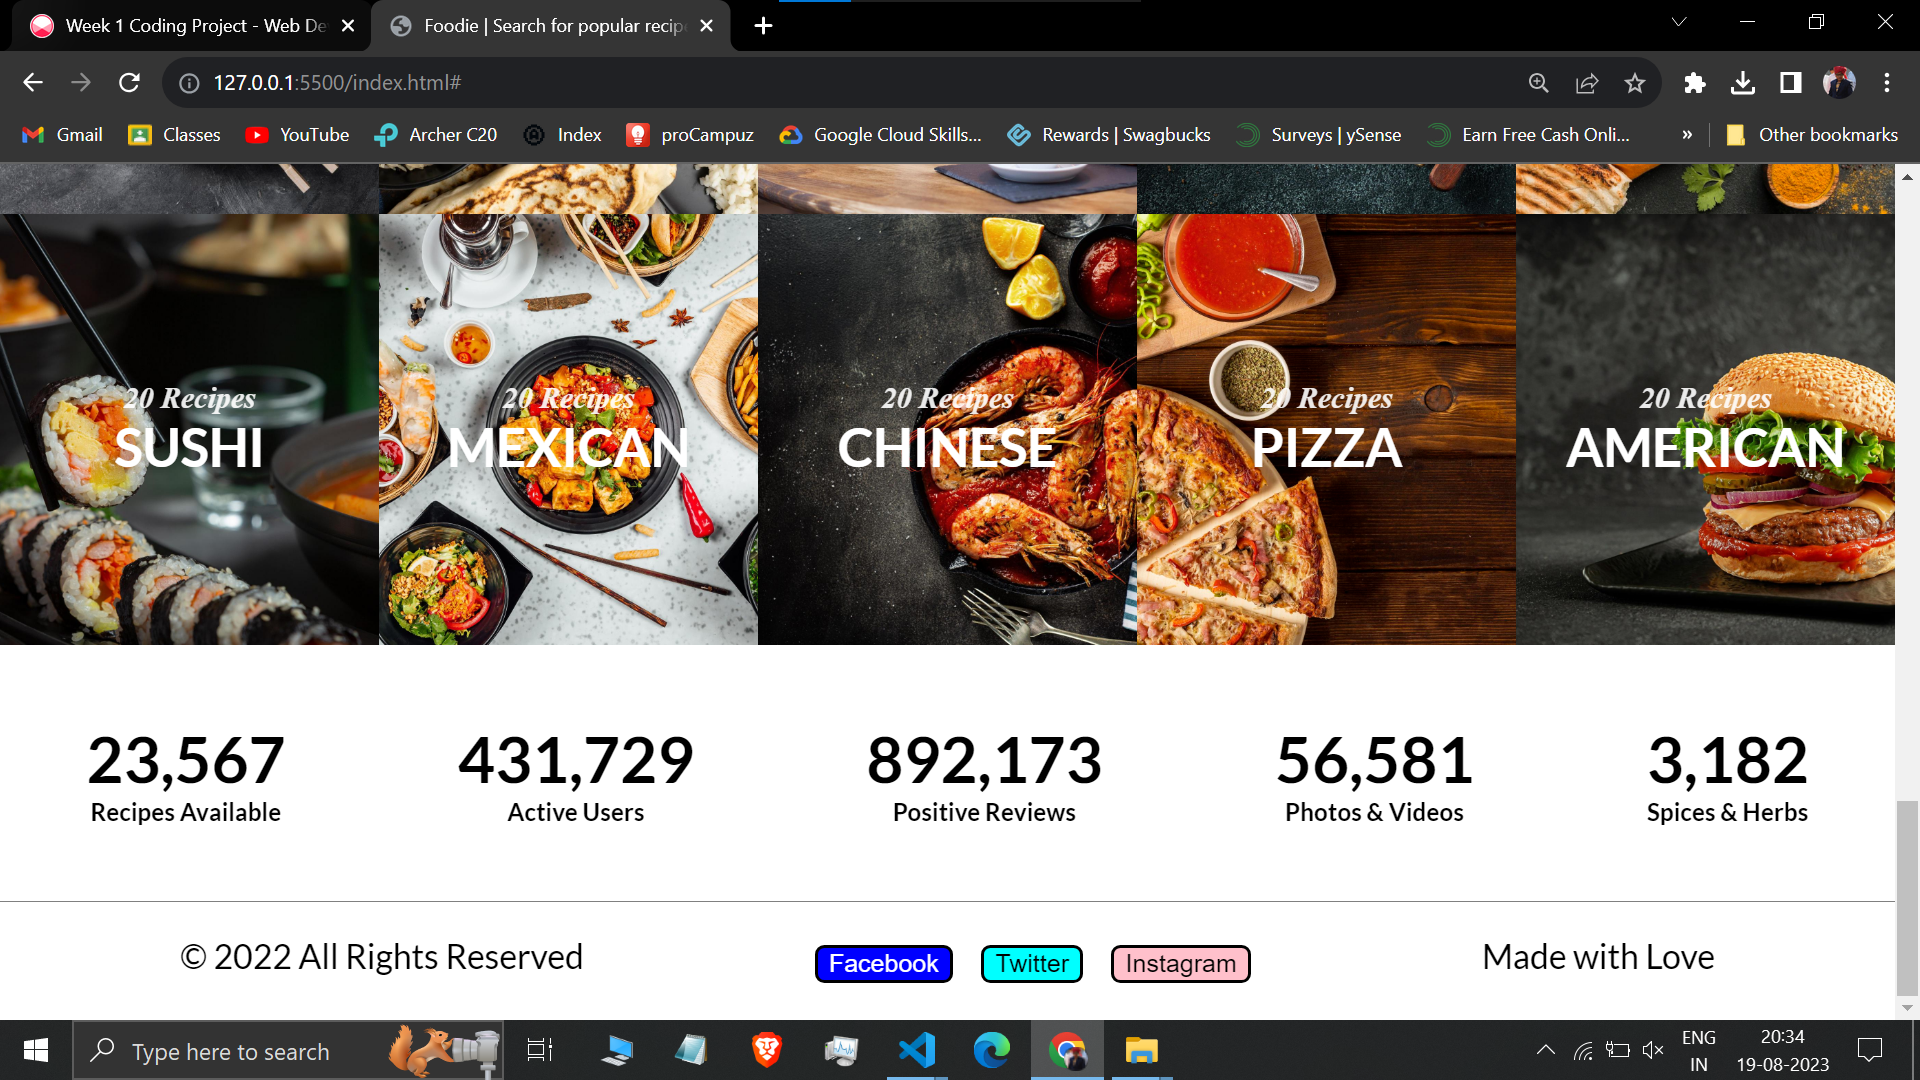 Week 1 Coding Project - Web De
Foodie | Search for popular recipe
127.0.0.1:5500/index.html#
Gmail
Classes
YouTube
Archer C20
Index
proCampuz
Google Cloud Skills...
Rewards | Swagbucks
Surveys | ySense
Earn Free Cash Onli...
»
Other bookmarks
20 Recipes
SUSHI
20 Recipes
MEXICAN
20 Recipes
CHINESE
20 Recipes
PIZZA
20 Recipes
AMERICAN
23,567
Recipes Available
431,729
Active Users
892,173
Positive Reviews
56,581
Photos & Videos
3,182
Spices & Herbs
© 2022 All Rights Reserved
Facebook
Twitter
Instagram
Made with Love
Type here to search
ENG
IN
20:34
19-08-2023